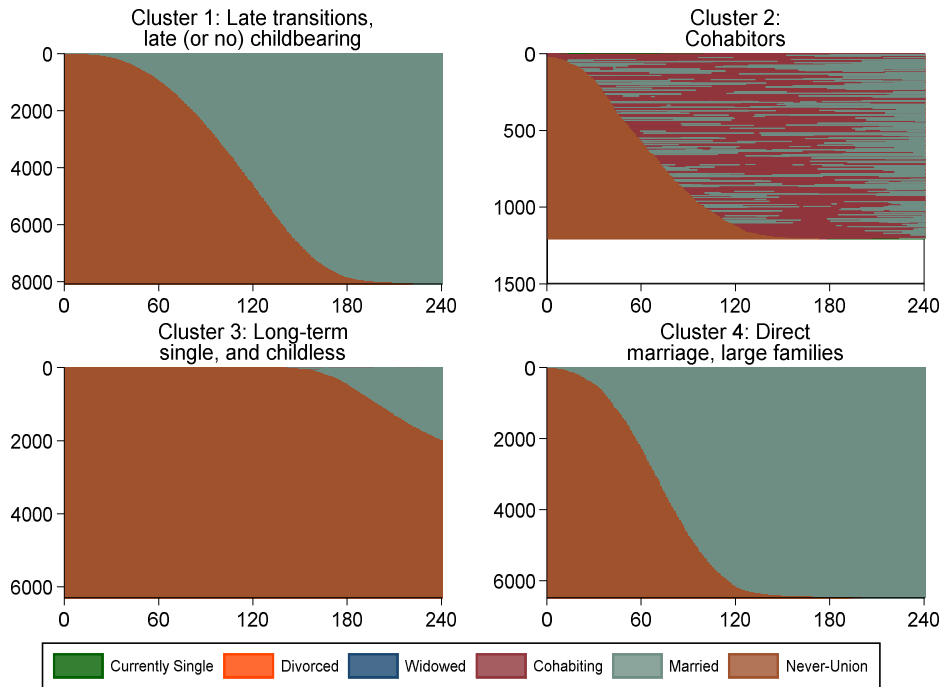 Cluster 1: Late transitions,
late (or no) childbearing
0
2000
4000
6000
8000
0 60 120 180 240
Cluster 2:
Cohabitors
0
500
1000
1500
0 60 120 180 240
Cluster 3: Long-term
single, and childless
0
2000
4000
6000
0 60 120 180 240
Cluster 4: Direct
marriage, large families
0
2000
4000
6000
0 60 120 180 240
Currently Single Divorced Widowed Cohabiting Married Never-Union